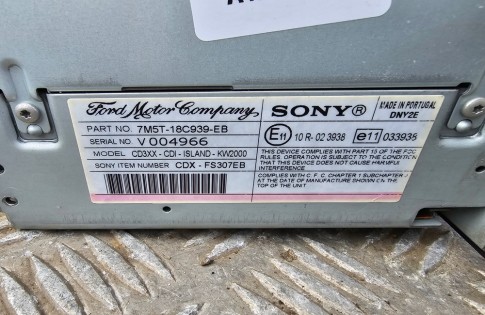 Ford Motor Company
PART NO. 7M5T-18C939-EB
SERIAL NO. V 004966
MODEL CD3XX - CDI - ISLAND - KW2000
SONY ITEM NUMBER CDX - FS307EB
SONY®
MADE IN PORTUGAL
DNY2E
E11 10 R- 02 3938 e11 033935
THIS DEVICE COMPLIES WITH PART 15 OF THE FCC
RULES, OPERATION IS SUBJECT TO THE CONDITION
THAT THIS DEVICE DOES NOT CAUSE HARMFUL
INTERFERENCE
COMPLIES WITH C. F. C. CHAPTER 1 SUBCHAPTER
AT THE DATE OF MANUFACTURE SHOWN IN THE
TOP OF THE UNIT